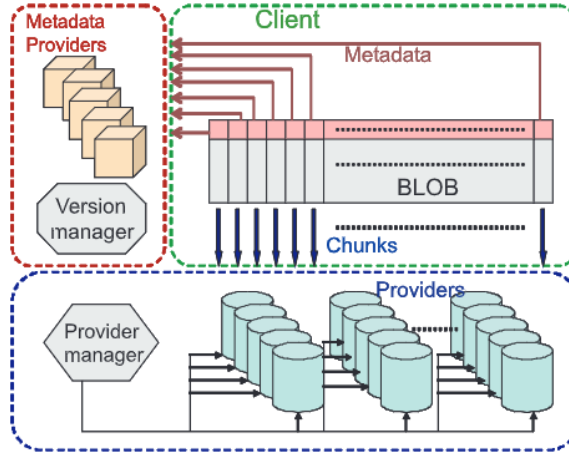 Metadata
Providers
Client
Metadata
BLOB
Version
manager
Chunks
Providers
Provider
manager